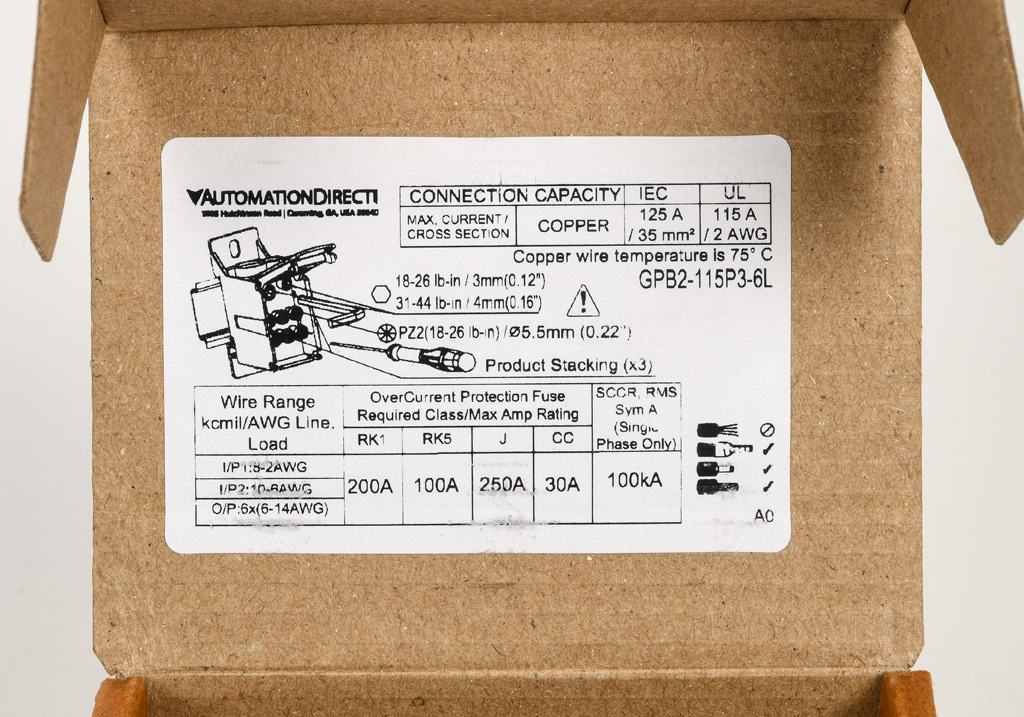 AUTOMATIONDIRECT
CONNECTION CAPACITY IEC UL
MAX. CURRENT / CROSS SECTION COPPER 125 A / 35 mm² 115 A / 2 AWG
Copper wire temperature is 75° C
GPB2-115P3-6L
18-26 lb-in / 3mm(0.12")
31-44 lb-in / 4mm(0.16")
PZ2(18-26 lb-in) / Ø5.5mm (0.22")
Product Stacking (x3)
Wire Range
kcmil/AWG Line.
Load
OverCurrent Protection Fuse
Required Class/Max Amp Rating
RK1 RK5 J CC
SCCR, RMS
Sym A
(Single
Phase Only)
I/P1:8-2AWG
I/P2:10-6AWG
O/P:6x(6-14AWG)
200A 100A 250A 30A 100kA